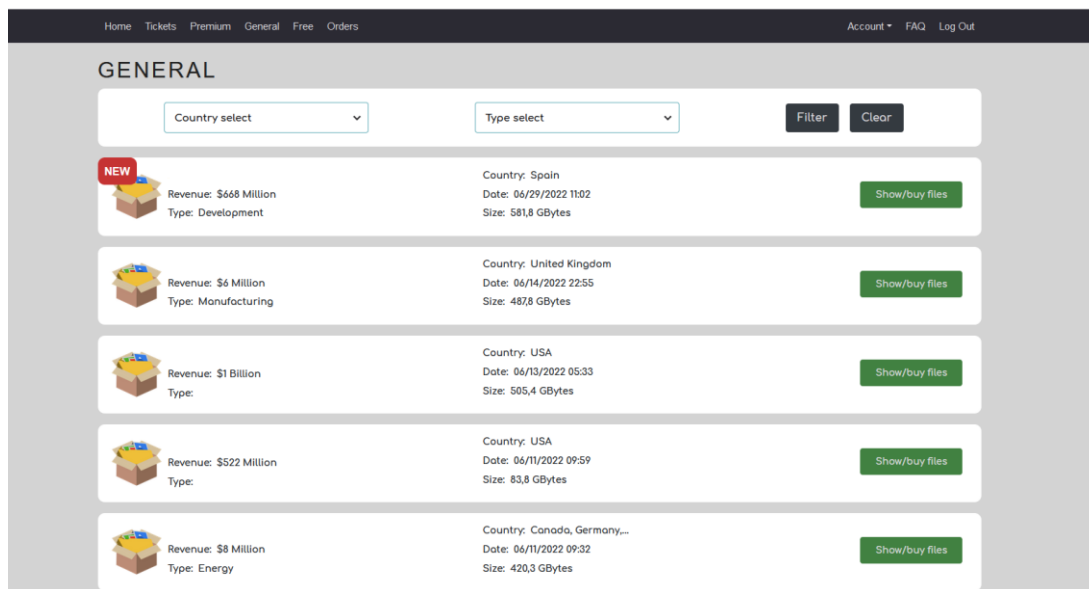 Home Tickets Premium General Free Orders Account FAQ Log Out
GENERAL
Country select Type select Filter Clear
NEW
Country: Spain
Revenue: $668 Million Date: 06/29/2022 11:02 Show/buy files
Type: Development Size: 581,8 GBytes
Country: United Kingdom
Revenue: $6 Million Date: 06/14/2022 22:55 Show/buy files
Type: Manufacturing Size: 487,8 GBytes
Country: USA
Revenue: $1 Billion Date: 06/13/2022 05:33 Show/buy files
Type: Size: 505,4 GBytes
Country: USA
Revenue: $522 Million Date: 06/11/2022 09:59 Show/buy files
Type: Size: 83,8 GBytes
Country: Canada, Germany,...
Revenue: $8 Million Date: 06/11/2022 09:32 Show/buy files
Type: Energy Size: 420,3 GBytes